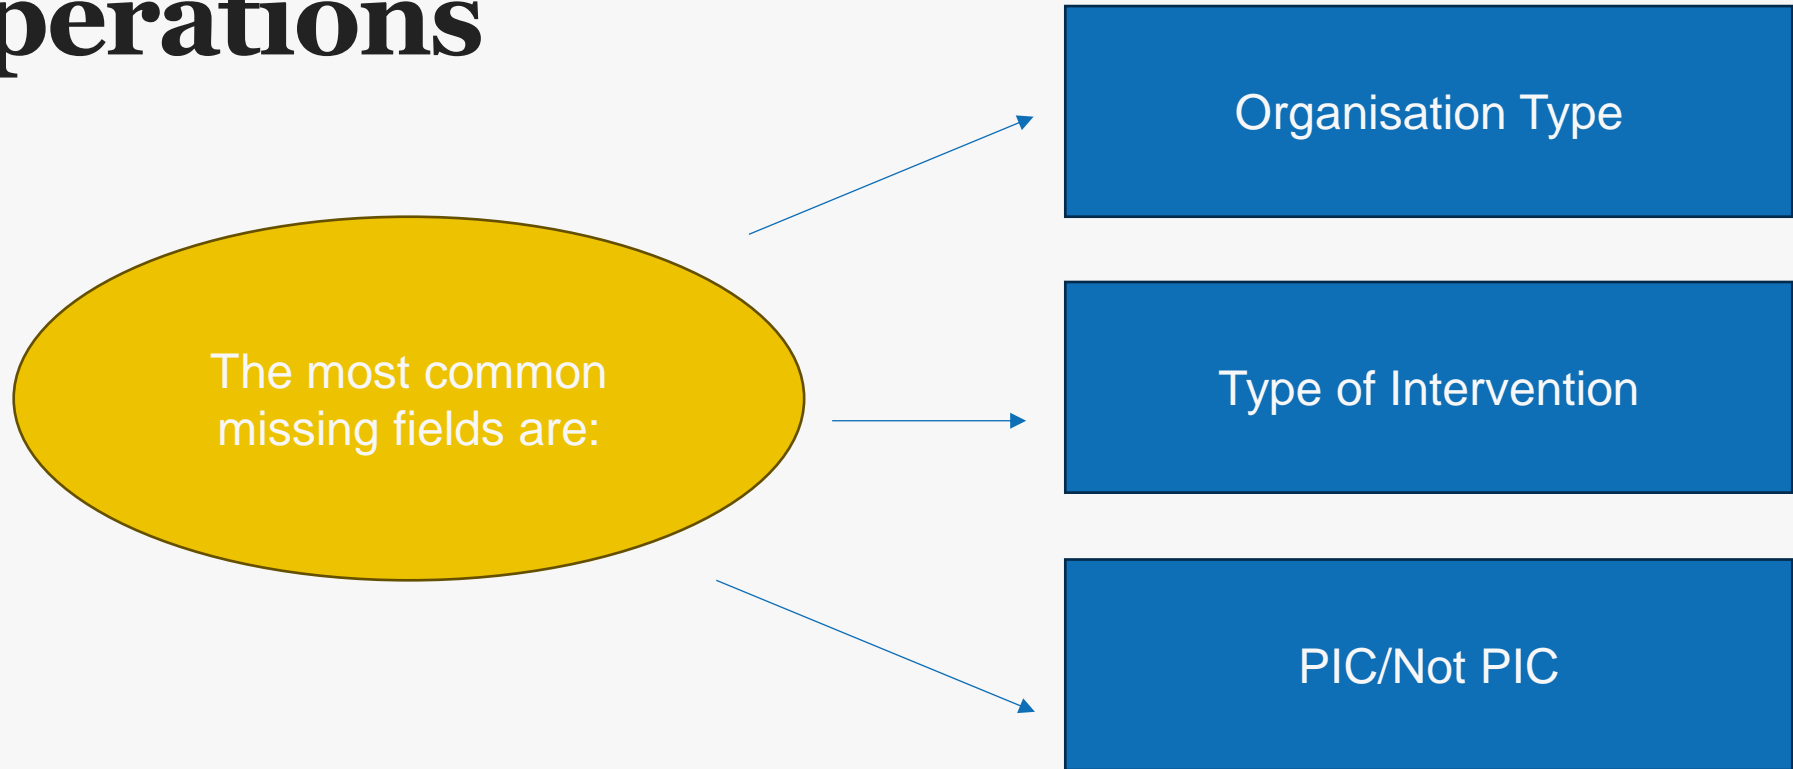 perations
Organisation Type
The most common
missing fields are:
Type of Intervention
PIC/Not PIC